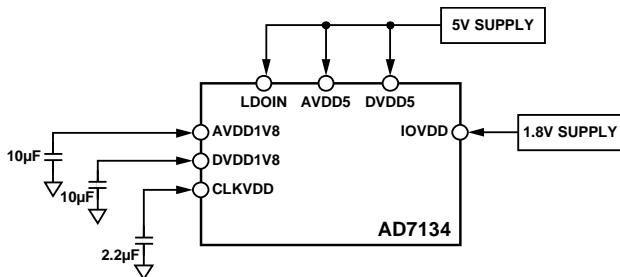 5V SUPPLY
LDOIN AVDD5 DVDD5
AVDD1V8 IOVDD 1.8V SUPPLY
10µF DVDD1V8
10µF CLKVDD
2.2µF AD7134